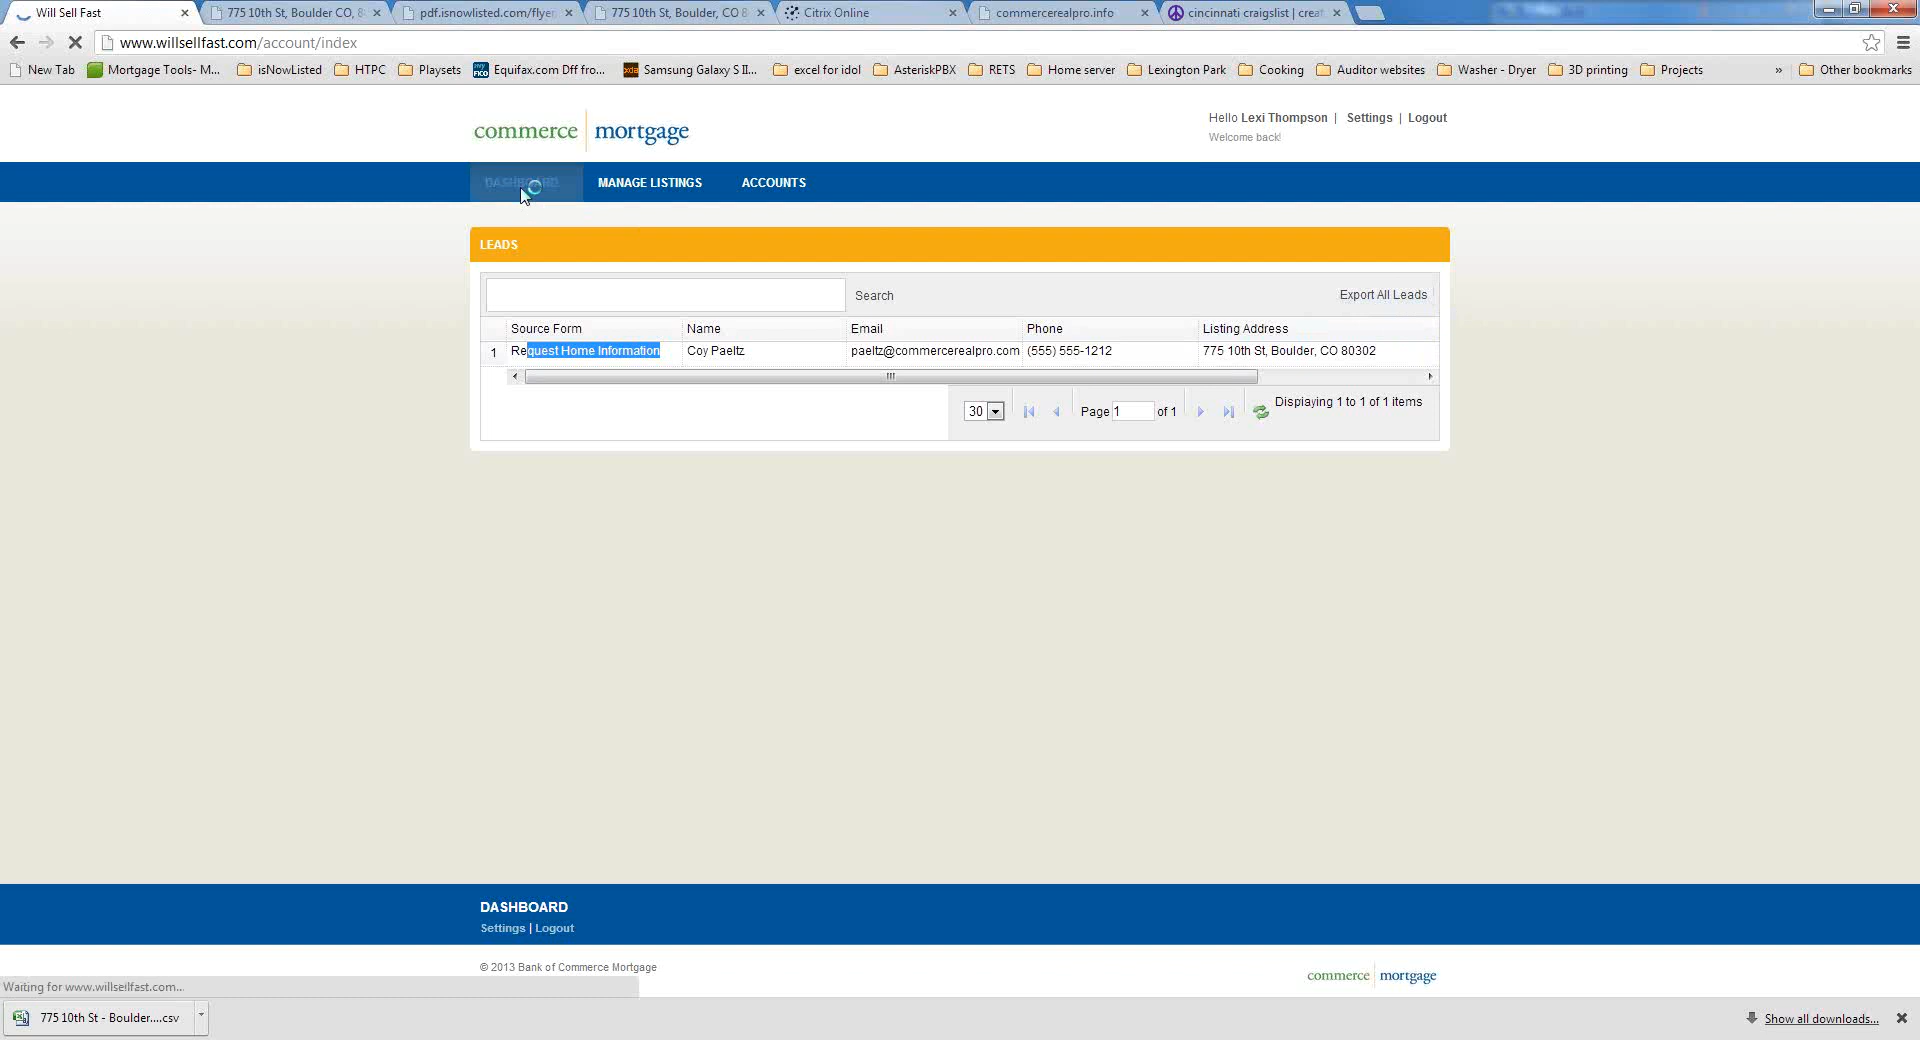 Will Sell Fast
775 10th St, Boulder CO, 8
pdf.isnowlisted.com/flyer
775 10th St, Boulder, CO 8
Citrix Online
commercerealpro.info
cincinnati craigslist | creat
www.willsellfast.com/account/index
New Tab
Mortgage Tools- M...
isNowListed
HTPC
Playsets
Equifax.com Dff fro...
Samsung Galaxy S II...
excel for idol
AsteriskPBX
RETS
Home server
Lexington Park
Cooking
Auditor websites
Washer - Dryer
3D printing
Projects
»
Other bookmarks
commerce mortgage
Hello Lexi Thompson | Settings | Logout
Welcome back!
DASHBOARD
MANAGE LISTINGS
ACCOUNTS
LEADS
Search
Export All Leads
Source Form Name Email Phone Listing Address
1 Request Home Information Coy Paeltz paeltz@commercerealpro.com (555) 555-1212 775 10th St, Boulder, CO 80302
30
Page 1 of 1
Displaying 1 to 1 of 1 items
DASHBOARD
Settings | Logout
© 2013 Bank of Commerce Mortgage
commerce mortgage
Waiting for www.willsellfast.com...
775 10th St - Boulder....csv
Show all downloads...